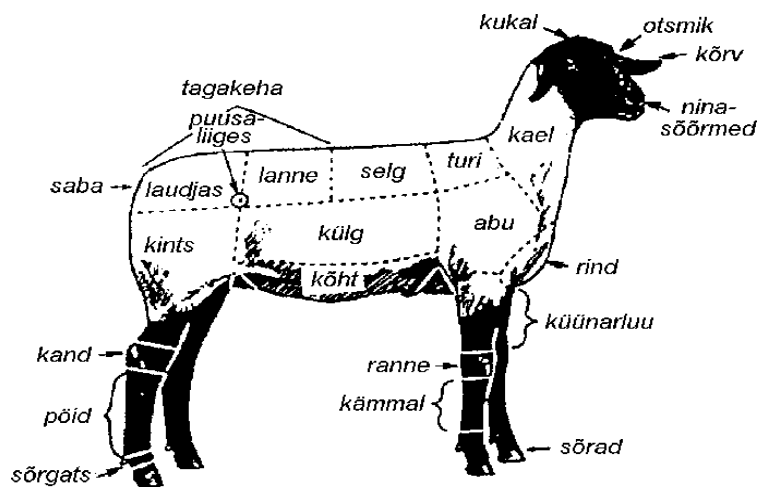 kukal
otsmik
kõrv
nina-
sõõrmed
tagakeha
puusa-
liiges
kael
saba
laudjas
lanne
selg
turi
kints
külg
abu
kõht
rind
küünarluu
kand
ranne
pöid
kämmal
sõrgats
sõrad